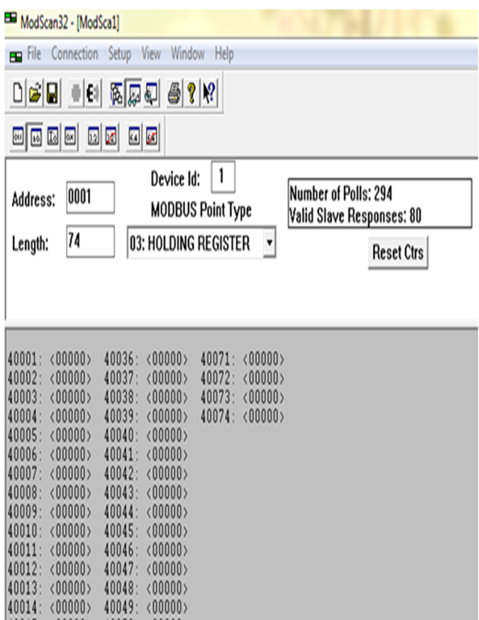 ModScan32 - [ModSca1]
File Connection Setup View Window Help
Address: 0001
Device Id: 1
MODBUS Point Type
Number of Polls: 294
Valid Slave Responses: 80
Length: 74
03: HOLDING REGISTER
Reset Ctrs
40001: <00000> 40036: <00000> 40071: <00000>
40002: <00000> 40037: <00000> 40072: <00000>
40003: <00000> 40038: <00000> 40073: <00000>
40004: <00000> 40039: <00000> 40074: <00000>
40005: <00000> 40040: <00000>
40006: <00000> 40041: <00000>
40007: <00000> 40042: <00000>
40008: <00000> 40043: <00000>
40009: <00000> 40044: <00000>
40010: <00000> 40045: <00000>
40011: <00000> 40046: <00000>
40012: <00000> 40047: <00000>
40013: <00000> 40048: <00000>
40014: <00000> 40049: <00000>